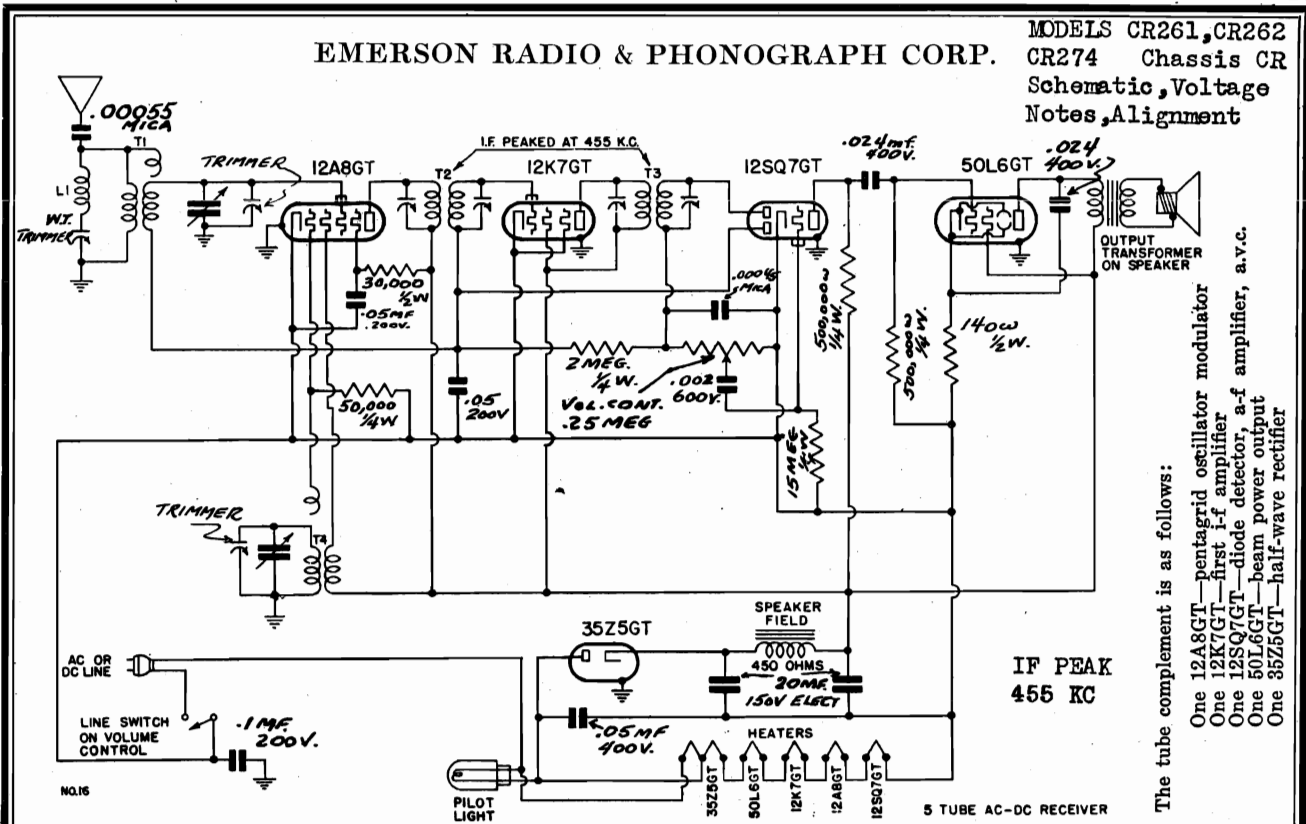 EMERSON RADIO & PHONOGRAPH CORP.
MODELS CR261,CR262
CR274 Chassis CR
Schematic,Voltage
Notes,Alignment
.00055
MICA
T1
L1
W.T.
TRIMMER
TRIMMER
12A8GT
I.F. PEAKED AT 455 K.C.
T2
12K7GT
T3
12SQ7GT
.024 mf.
400V.
50L6GT
.024
400V.
OUTPUT
TRANSFORMER
ON SPEAKER
30,000
½W
.05MF
.200V.
50,000
¼W
.05
200V
2 MEG.
¼ W.
VOL.CONT.
.25 MEG
MICA
.002
600V.
15 MEG
¼ W
500,000ω
¼ W.
500,000ω
¼ W.
140ω
½W.
TRIMMER
T4
AC OR
DC LINE
LINE SWITCH
ON VOLUME
CONTROL
.1MF.
200V.
NO.16
35Z5GT
SPEAKER
FIELD
450 OHMS
20MF.
150V ELECT
.05MF
400V.
HEATERS
35Z5GT
50L6GT
12K7GT
12A8GT
12SQ7GT
PILOT
LIGHT
IF PEAK
455 KC
5 TUBE AC-DC RECEIVER
The tube complement is as follows:
One 12A8GT—pentagrid oscillator modulator
One 12K7GT—first i-f amplifier
One 12SQ7GT—diode detector, a-f amplifier, a.v.c.
One 50L6GT—beam power output
One 35Z5GT—half-wave rectifier